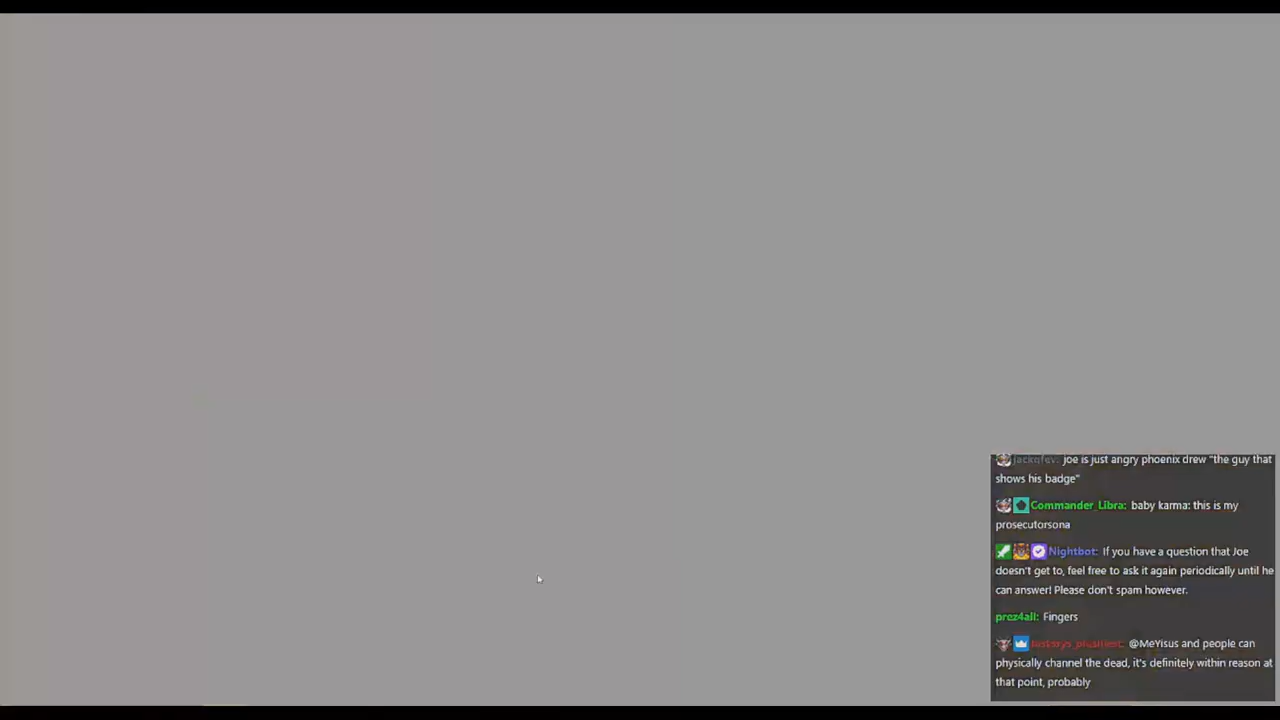 jackqfev: joe is just angry phoenix drew "the guy that
shows his badge"
Commander_Libra: baby karma: this is my
prosecutorsona
Nightbot: If you have a question that Joe
doesn't get to, feel free to ask it again periodically until he
can answer! Please don't spam however.
prez4all: Fingers
@MeYisus and people can
physically channel the dead, it's definitely within reason at
that point, probably